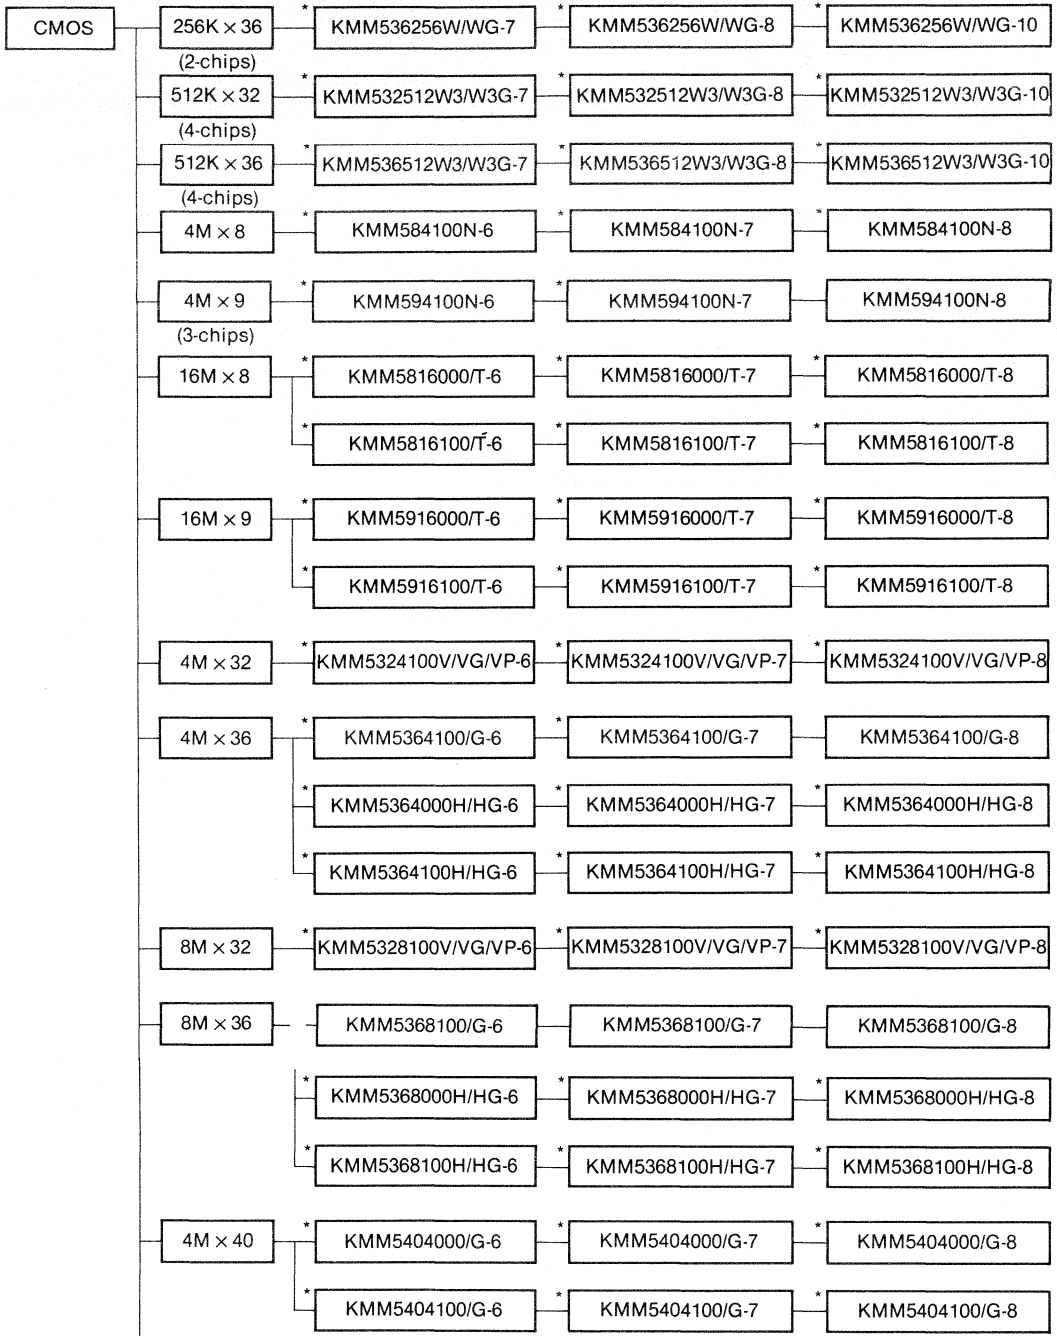 CMOS
256K × 36 * KMM536256W/WG-7 * KMM536256W/WG-8 * KMM536256W/WG-10
(2-chips)
512K × 32 * KMM532512W3/W3G-7 * KMM532512W3/W3G-8 * KMM532512W3/W3G-10
(4-chips)
512K × 36 * KMM536512W3/W3G-7 * KMM536512W3/W3G-8 * KMM536512W3/W3G-10
(4-chips)
4M × 8 * KMM584100N-6 * KMM584100N-7 * KMM584100N-8
4M × 9 * KMM594100N-6 * KMM594100N-7 KMM594100N-8
(3-chips)
16M × 8 * KMM5816000/T-6 * KMM5816000/T-7 * KMM5816000/T-8
* KMM5816100/T-6 * KMM5816100/T-7 * KMM5816100/T-8
16M × 9 * KMM5916000/T-6 * KMM5916000/T-7 * KMM5916000/T-8
* KMM5916100/T-6 * KMM5916100/T-7 * KMM5916100/T-8
4M × 32 * KMM5324100V/VG/VP-6 * KMM5324100V/VG/VP-7 * KMM5324100V/VG/VP-8
4M × 36 * KMM5364100/G-6 * KMM5364100/G-7 KMM5364100/G-8
* KMM5364000H/HG-6 * KMM5364000H/HG-7 * KMM5364000H/HG-8
* KMM5364100H/HG-6 * KMM5364100H/HG-7 * KMM5364100H/HG-8
8M × 32 * KMM5328100V/VG/VP-6 * KMM5328100V/VG/VP-7 * KMM5328100V/VG/VP-8
8M × 36 KMM5368100/G-6 KMM5368100/G-7 KMM5368100/G-8
* KMM5368000H/HG-6 * KMM5368000H/HG-7 * KMM5368000H/HG-8
* KMM5368100H/HG-6 * KMM5368100H/HG-7 * KMM5368100H/HG-8
4M × 40 * KMM5404000/G-6 * KMM5404000/G-7 * KMM5404000/G-8
* KMM5404100/G-6 * KMM5404100/G-7 * KMM5404100/G-8